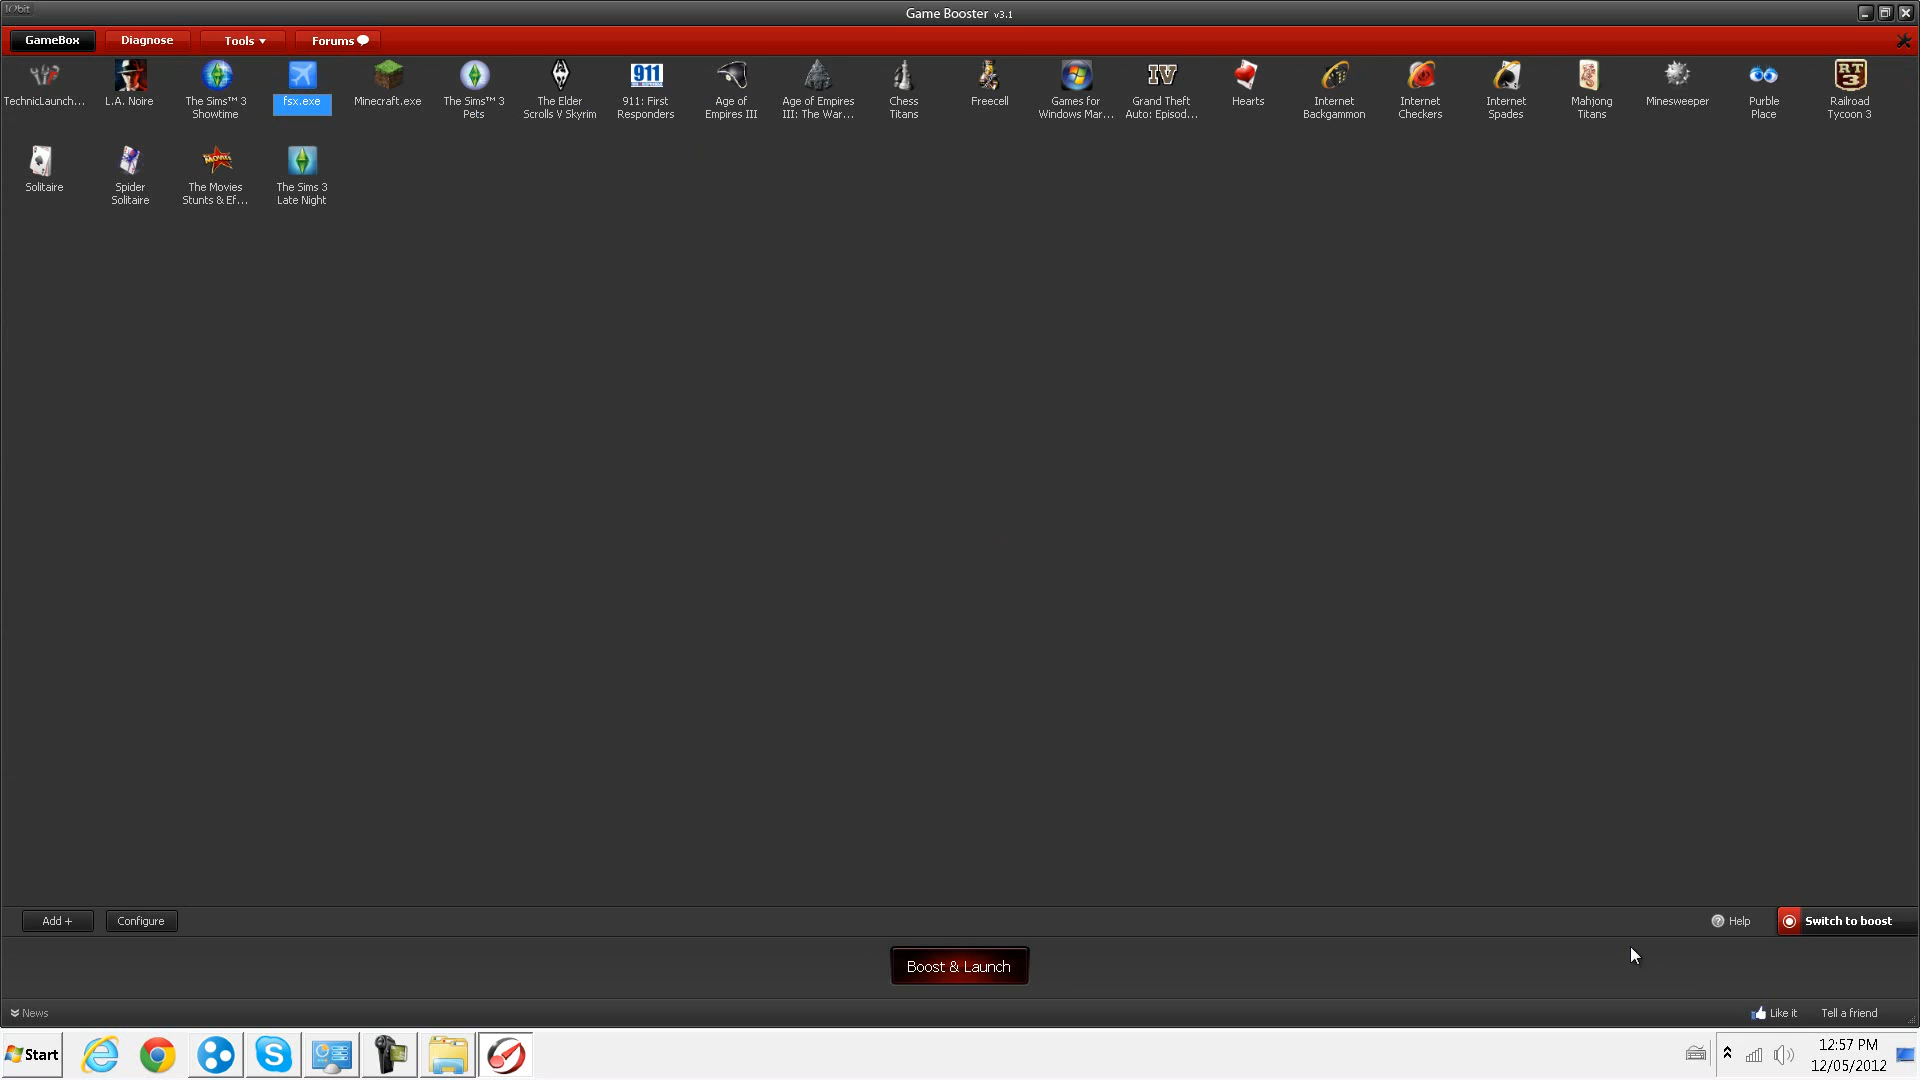 IObit
Game Booster v3.1
GameBox
Diagnose
Tools
Forums
TechnicLaunch...
L.A. Noire
The Sims™ 3
Showtime
fsx.exe
Minecraft.exe
The Sims™ 3
Pets
The Elder
Scrolls V Skyrim
911
911: First
Responders
Age of
Empires III
Age of Empires
III: The War...
Chess
Titans
Freecell
Games for
Windows Mar...
IV
Grand Theft
Auto: Episod...
Hearts
Internet
Backgammon
Internet
Checkers
Internet
Spades
Mahjong
Titans
Minesweeper
Purble
Place
RT
3
Railroad
Tycoon 3
Solitaire
Spider
Solitaire
MOVIES
The Movies
Stunts & Ef...
The Sims 3
Late Night
Add +
Configure
Help
Switch to boost
Boost & Launch
News
Like it
Tell a friend
Start
12:57 PM
12/05/2012